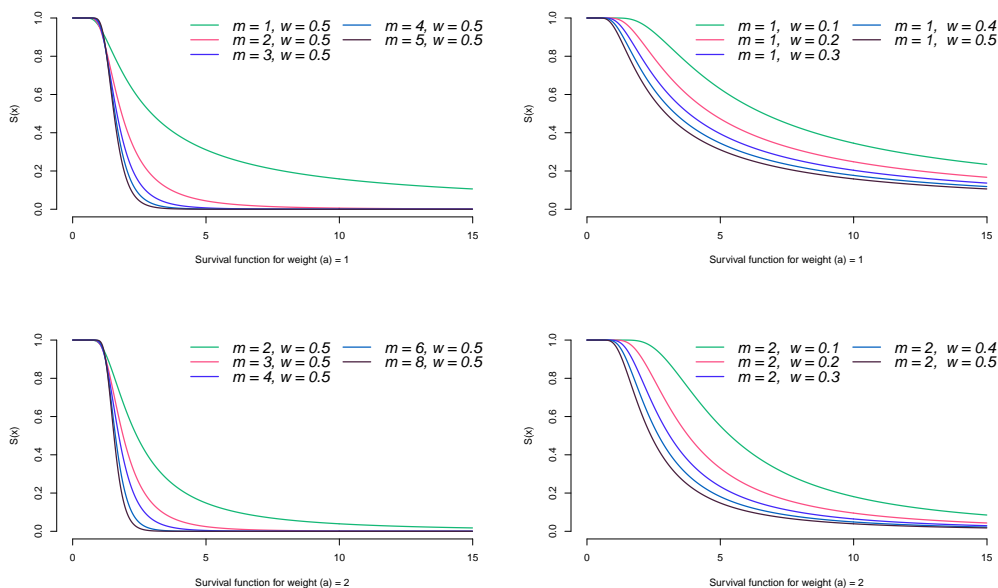 m = 1, w = 0.5
m = 2, w = 0.5
m = 3, w = 0.5
m = 4, w = 0.5
m = 5, w = 0.5
S(x)
0.0 0.2 0.4 0.6 0.8 1.0
0 5 10 15
Survival function for weight (a) = 1
m = 1, w = 0.1
m = 1, w = 0.2
m = 1, w = 0.3
m = 1, w = 0.4
m = 1, w = 0.5
S(x)
0.0 0.2 0.4 0.6 0.8 1.0
0 5 10 15
Survival function for weight (a) = 1
m = 2, w = 0.5
m = 3, w = 0.5
m = 4, w = 0.5
m = 6, w = 0.5
m = 8, w = 0.5
S(x)
0.0 0.2 0.4 0.6 0.8 1.0
0 5 10 15
Survival function for weight (a) = 2
m = 2, w = 0.1
m = 2, w = 0.2
m = 2, w = 0.3
m = 2, w = 0.4
m = 2, w = 0.5
S(x)
0.0 0.2 0.4 0.6 0.8 1.0
0 5 10 15
Survival function for weight (a) = 2